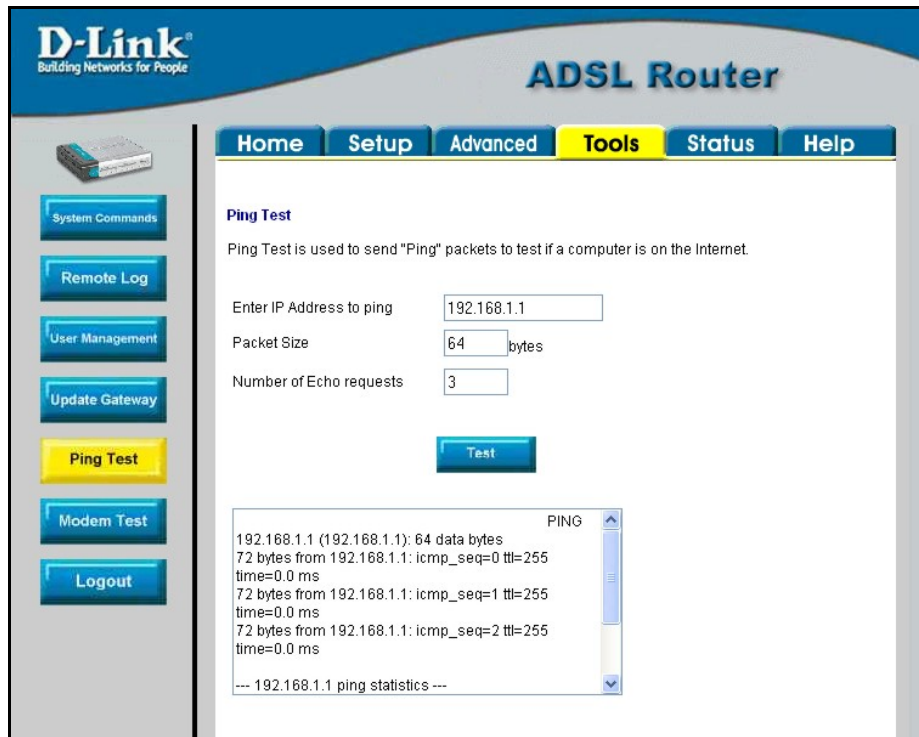 D-Link®
Building Networks for People
ADSL Router
Home Setup Advanced Tools Status Help
System Commands
Remote Log
User Management
Update Gateway
Ping Test
Modem Test
Logout
Ping Test
Ping Test is used to send "Ping" packets to test if a computer is on the Internet.
Enter IP Address to ping 192.168.1.1
Packet Size 64 bytes
Number of Echo requests 3
Test
PING
192.168.1.1 (192.168.1.1): 64 data bytes
72 bytes from 192.168.1.1: icmp_seq=0 ttl=255
time=0.0 ms
72 bytes from 192.168.1.1: icmp_seq=1 ttl=255
time=0.0 ms
72 bytes from 192.168.1.1: icmp_seq=2 ttl=255
time=0.0 ms
--- 192.168.1.1 ping statistics ---